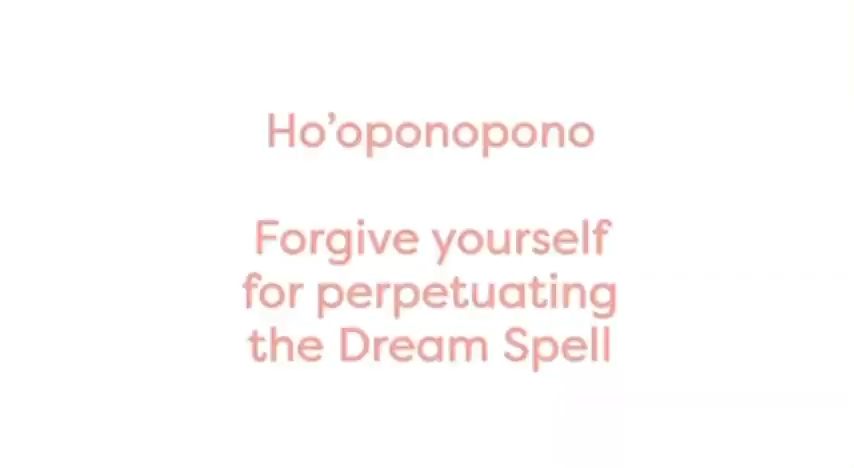 Ho’oponopono
Forgive yourself
for perpetuating
the Dream Spell